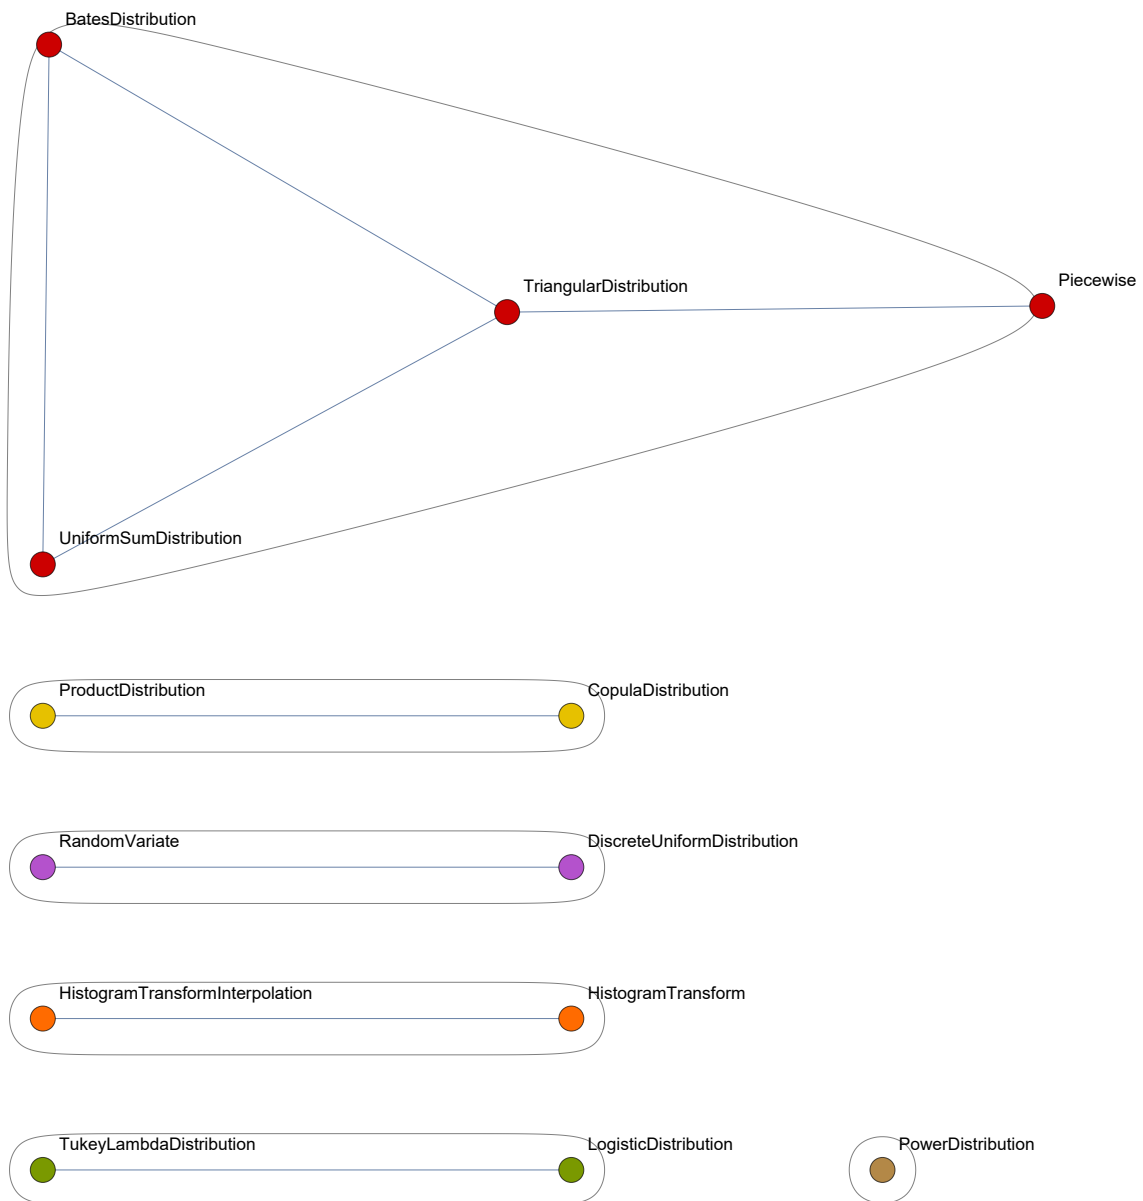 BatesDistribution
Piecewise
TriangularDistribution
UniformSumDistribution
ProductDistribution
CopulaDistribution
RandomVariate
DiscreteUniformDistribution
HistogramTransformInterpolation
HistogramTransform
TukeyLambdaDistribution
LogisticDistribution
PowerDistribution